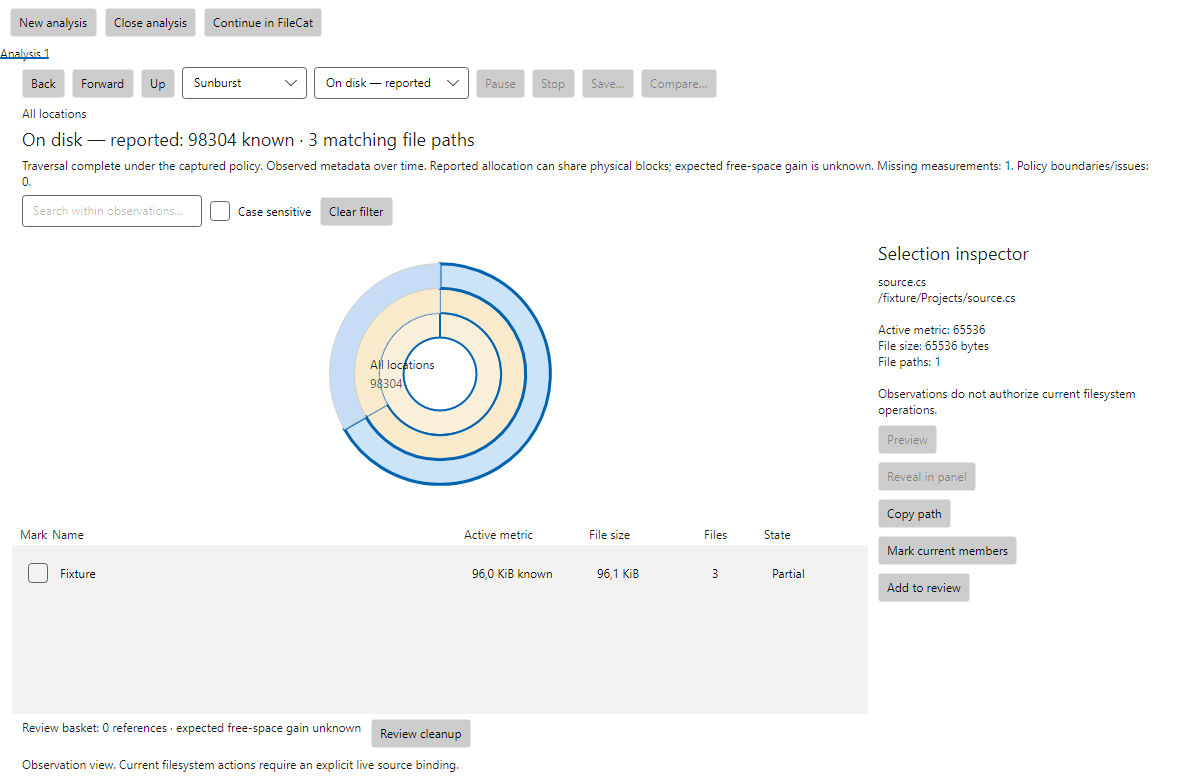 New analysis Close analysis Continue in FileCat
Analysis 1
Back Forward Up Sunburst On disk — reported Pause Stop Save... Compare...
All locations
On disk — reported: 98304 known · 3 matching file paths
Traversal complete under the captured policy. Observed metadata over time. Reported allocation can share physical blocks; expected free-space gain is unknown. Missing measurements: 1. Policy boundaries/issues:
0.
Search within observations... Case sensitive Clear filter
All locations
98304
Selection inspector
source.cs
/fixture/Projects/source.cs
Active metric: 65536
File size: 65536 bytes
File paths: 1
Observations do not authorize current filesystem
operations.
Preview
Reveal in panel
Copy path
Mark current members
Add to review
Mark Name Active metric File size Files State
Fixture 96,0 KiB known 96,1 KiB 3 Partial
Review basket: 0 references · expected free-space gain unknown Review cleanup
Observation view. Current filesystem actions require an explicit live source binding.